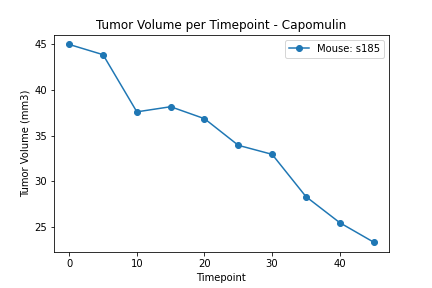 Tumor Volume per Timepoint - Capomulin
Mouse: s185
Tumor Volume (mm3)
45
40
35
30
25
0 10 20 30 40
Timepoint